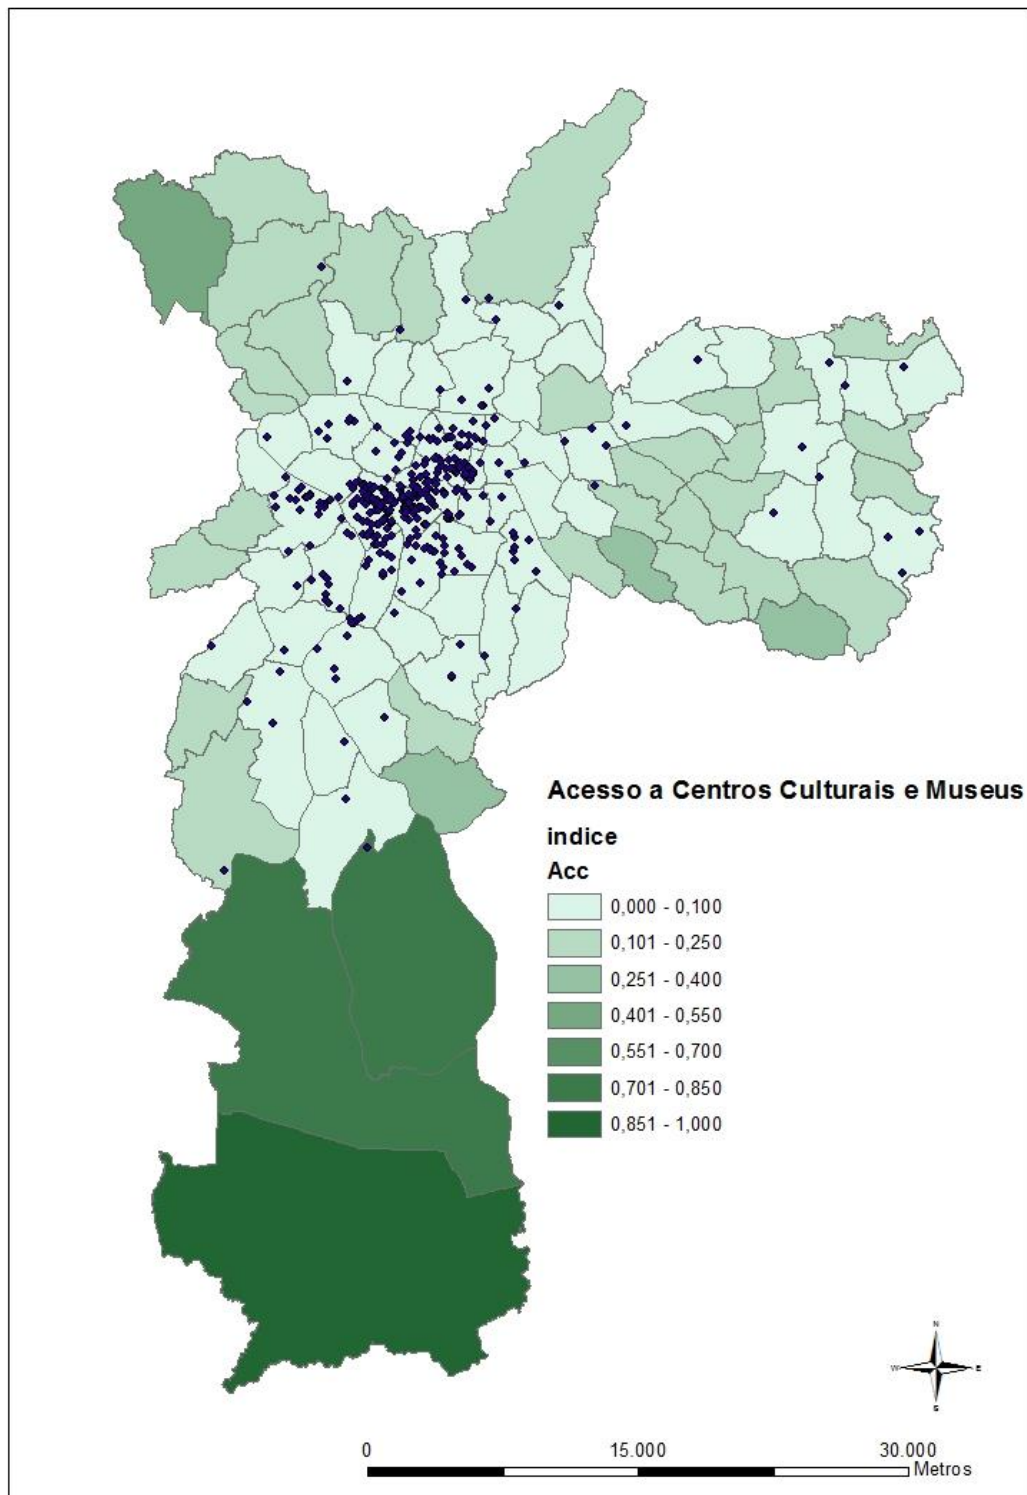 Acesso a Centros Culturais e Museus
indice
Acc
0,000 - 0,100
0,101 - 0,250
0,251 - 0,400
0,401 - 0,550
0,551 - 0,700
0,701 - 0,850
0,851 - 1,000
N
W E
S
0 15.000 30.000
Metros